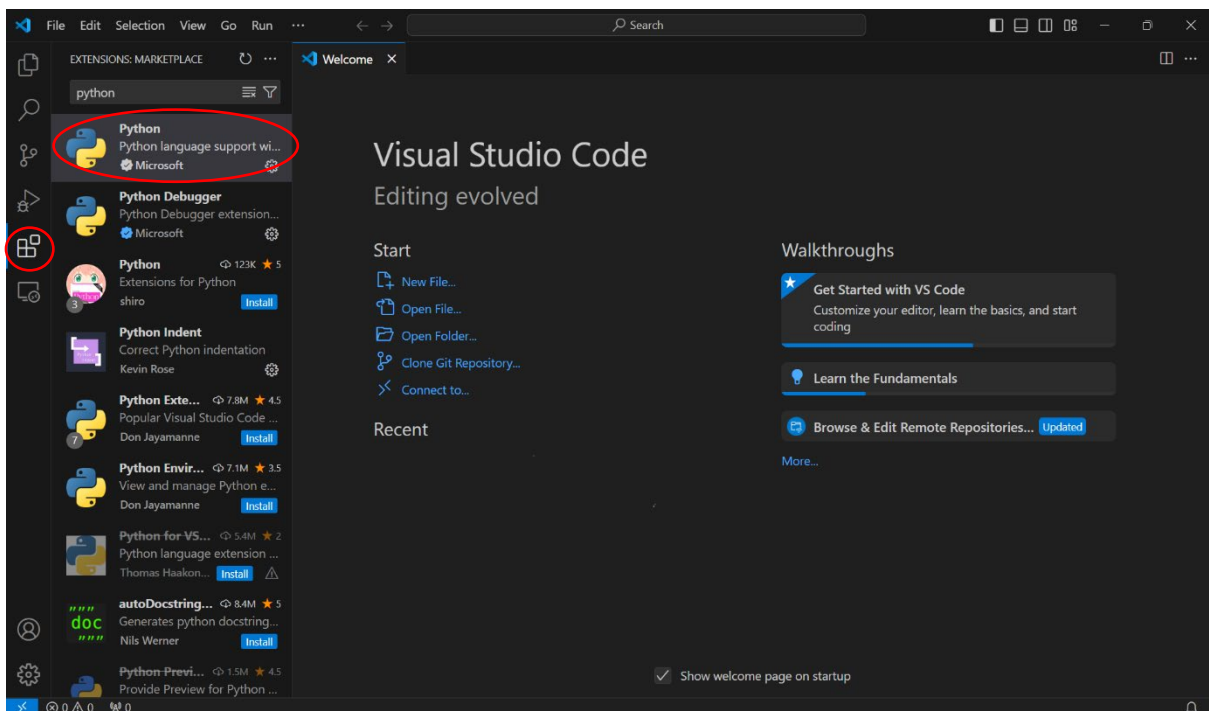 File Edit Selection View Go Run ...
Search
EXTENSIONS: MARKETPLACE
Welcome
python
Python
Python language support wi...
Microsoft
Python Debugger
Python Debugger extension...
Microsoft
Python 123K ★ 5
Extensions for Python
3
shiro Install
Python Indent
Correct Python indentation
Kevin Rose
Python Exte... 7.8M ★ 4.5
Popular Visual Studio Code ...
7
Don Jayamanne Install
Python Envir... 7.1M ★ 3.5
View and manage Python e...
Don Jayamanne Install
Python for VS... 5.4M ★ 2
Python language extension ...
Thomas Haakon... Install
autoDocstring... 8.4M ★ 5
"""
doc
"""
Generates python docstring...
Nils Werner Install
Python Previ... 1.5M ★ 4.5
Provide Preview for Python ...
0 0 0
Visual Studio Code
Editing evolved
Start
New File...
Open File...
Open Folder...
Clone Git Repository...
Connect to...
Recent
Walkthroughs
Get Started with VS Code
Customize your editor, learn the basics, and start
coding
Learn the Fundamentals
Browse & Edit Remote Repositories... Updated
More...
Show welcome page on startup